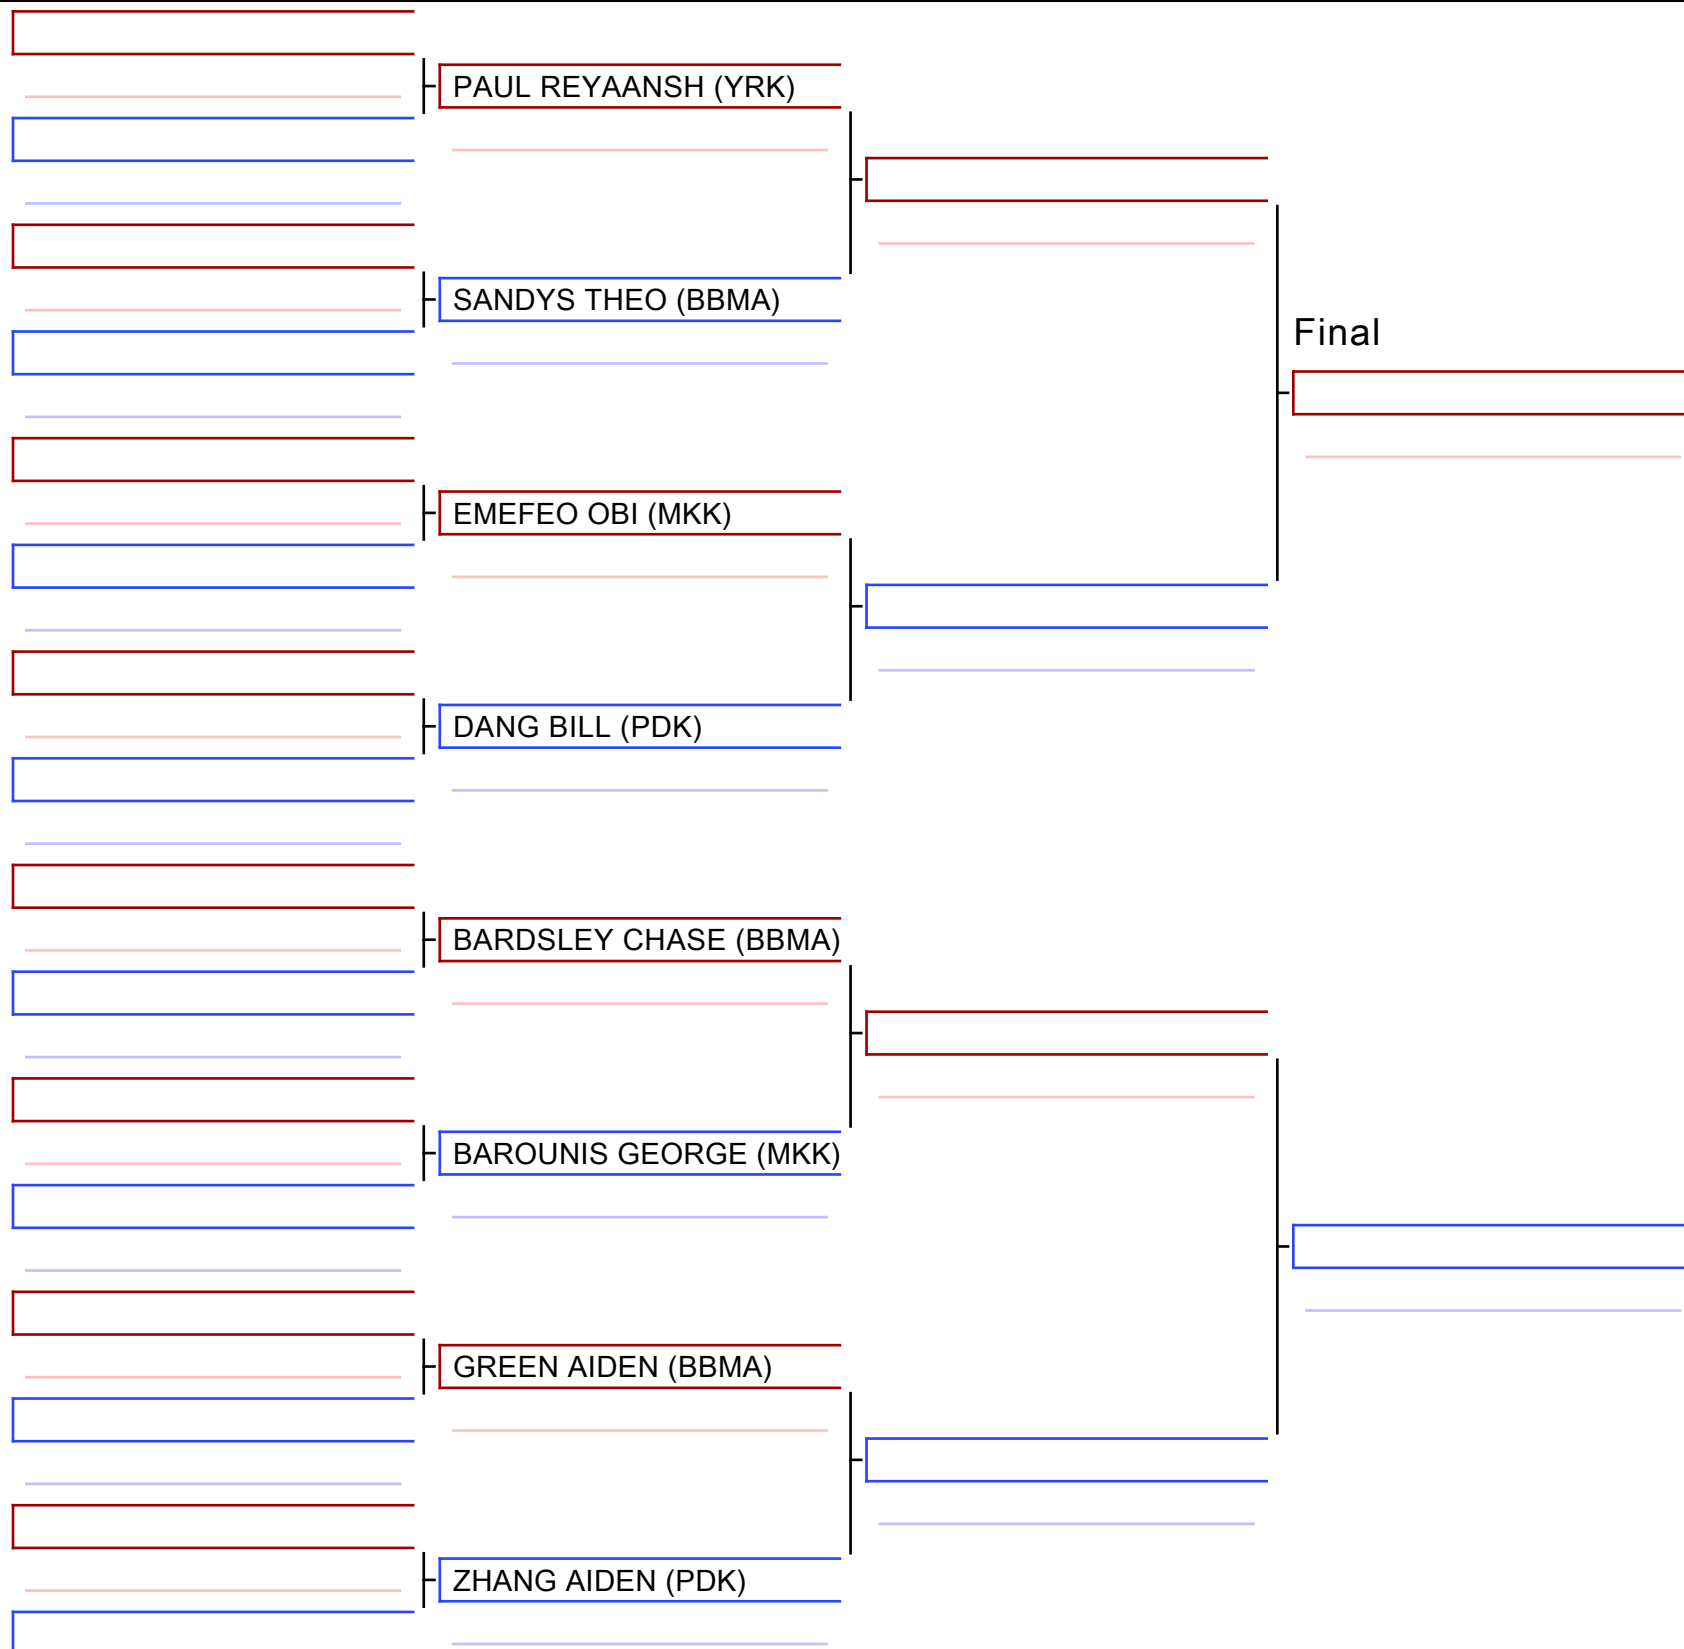 PAUL REYAANSH (YRK)
SANDYS THEO (BBMA)
Final
EMEFEO OBI (MKK)
DANG BILL (PDK)
BARDSLEY CHASE (BBMA)
BAROUNIS GEORGE (MKK)
GREEN AIDEN (BBMA)
ZHANG AIDEN (PDK)